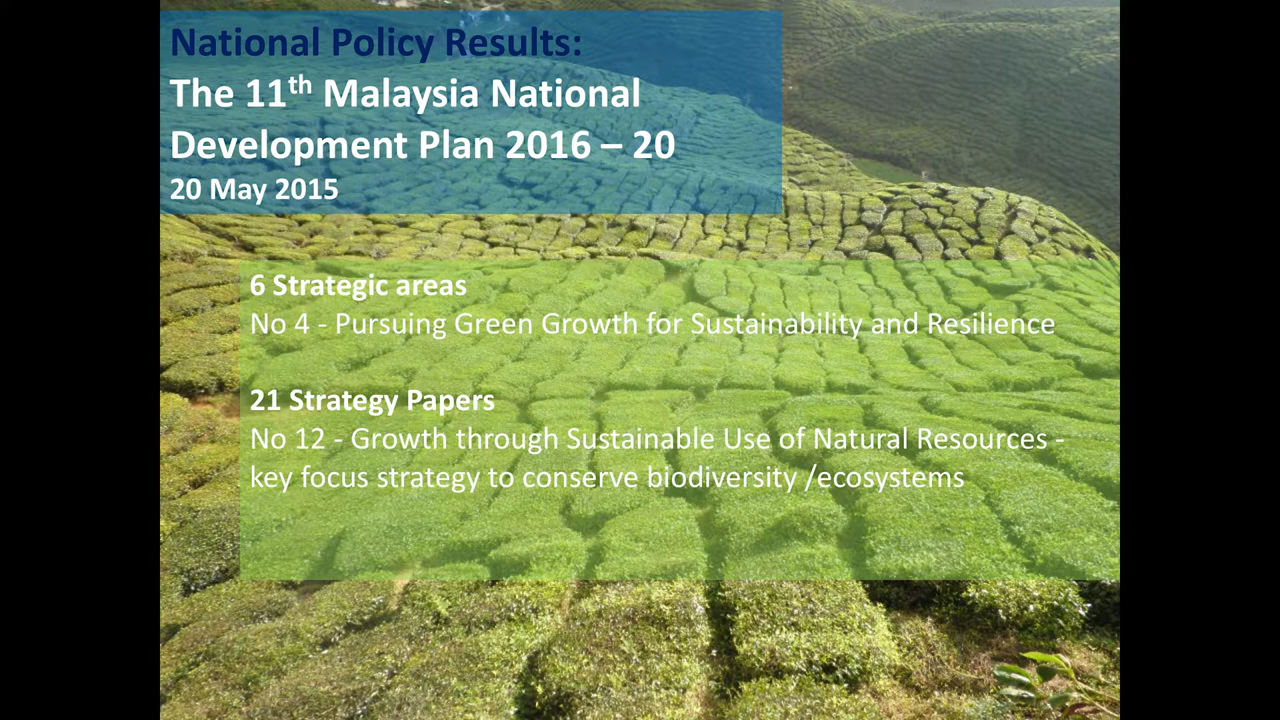 National Policy Results:
The 11th Malaysia National
Development Plan 2016 – 20
20 May 2015
6 Strategic areas
No 4 - Pursuing Green Growth for Sustainability and Resilience
21 Strategy Papers
No 12 - Growth through Sustainable Use of Natural Resources -
key focus strategy to conserve biodiversity /ecosystems